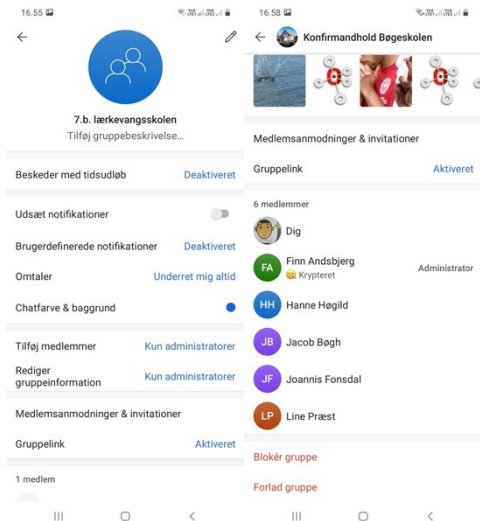 16.55
7.b. lærkevangsskolen
Tilføj gruppebeskrivelse...
Beskeder med tidsudløb Deaktiveret
Udsæt notifikationer
Brugerdefinerede notifikationer Deaktiveret
Omtaler Underret mig altid
Chatfarve & baggrund
Tilføj medlemmer Kun administratorer
Rediger
gruppeinformation Kun administratorer
Medlemsanmodninger & invitationer
Gruppelink Aktiveret
1 medlem
16.58
Konfirmandhold Bøgeskolen
Medlemsanmodninger & invitationer
Gruppelink Aktiveret
6 medlemmer
Dig
FA Finn Andsbjerg
Krypteret
Administrator
HH Hanne Høgild
JB Jacob Bøgh
JF Joannis Fonsdal
LP Line Præst
Blokér gruppe
Forlad gruppe